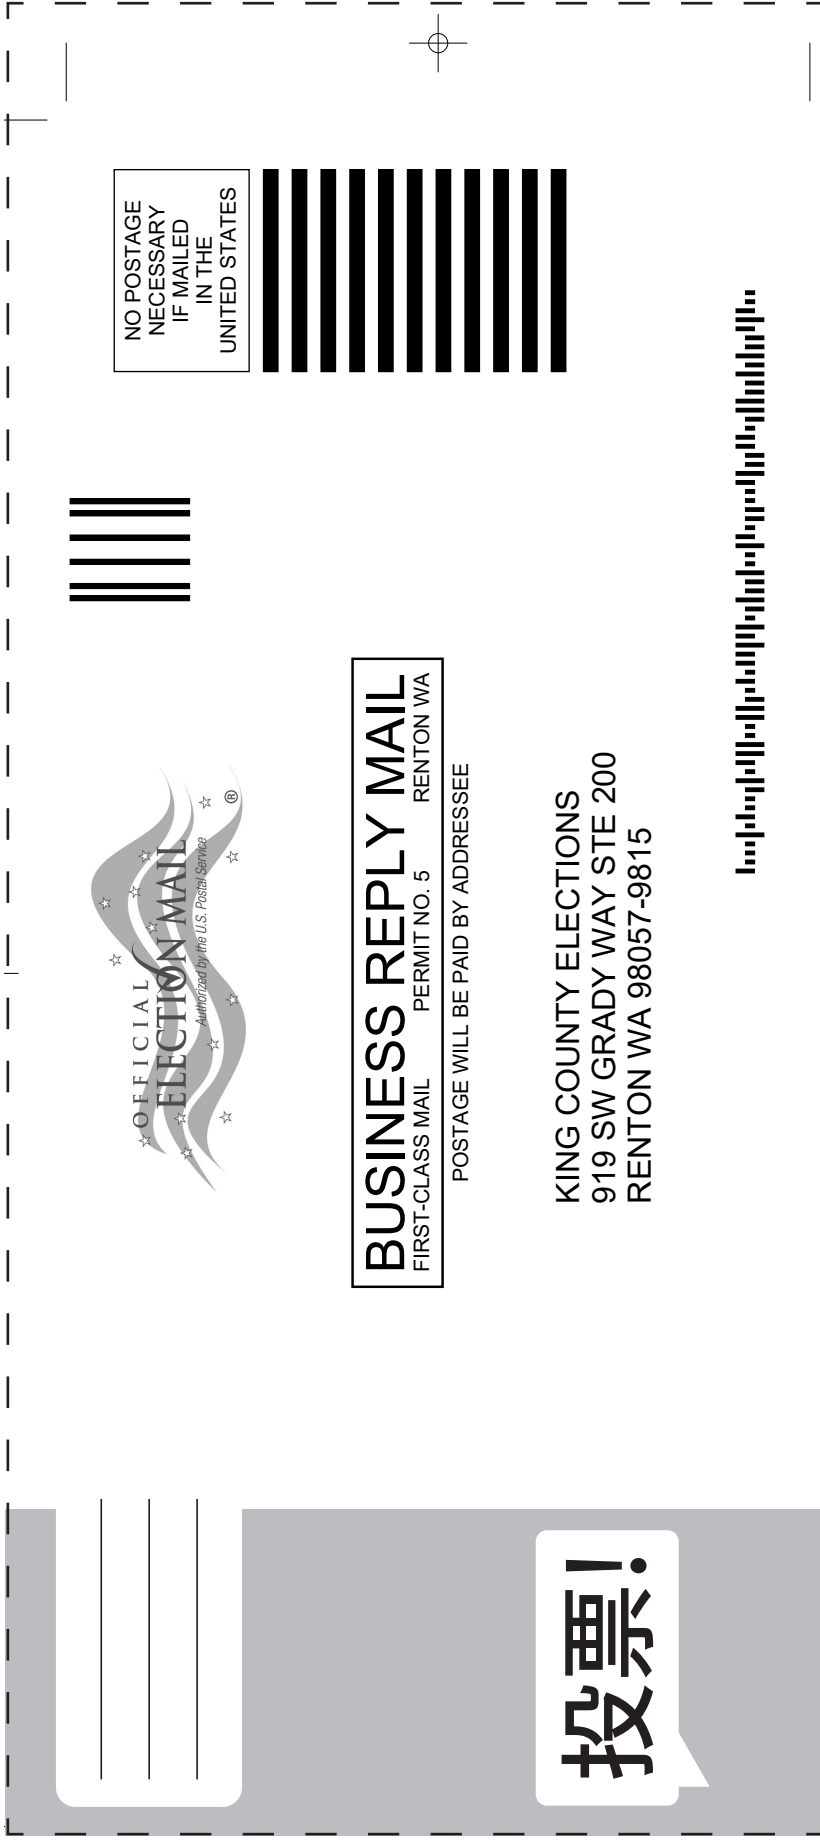 NO POSTAGE
NECESSARY
IF MAILED
IN THE
UNITED STATES
OFFICIAL
ELECTION MAIL
Authorized by the U.S. Postal Service
®
BUSINESS REPLY MAIL
FIRST-CLASS MAIL PERMIT NO. 5 RENTON WA
POSTAGE WILL BE PAID BY ADDRESSEE
KING COUNTY ELECTIONS
919 SW GRADY WAY STE 200
RENTON WA 98057-9815
投票!